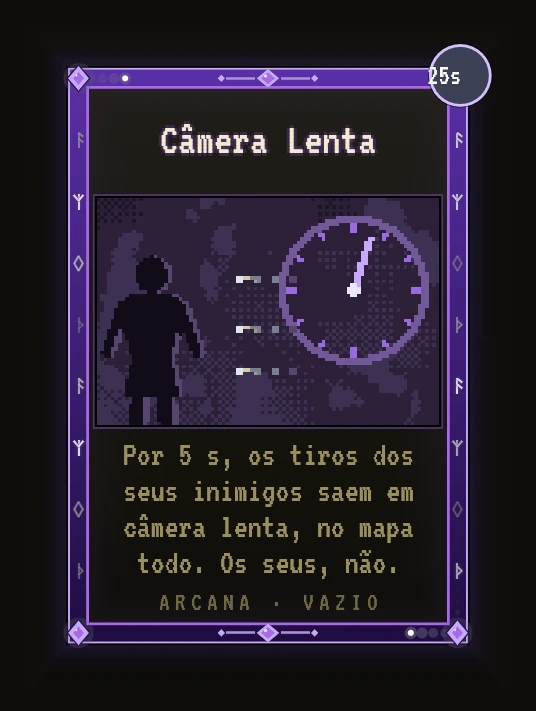 25s
Câmera Lenta
Por 5 s, os tiros dos
seus inimigos saem em
câmera lenta, no mapa
todo. Os seus, não.
ARCANA · VAZIO